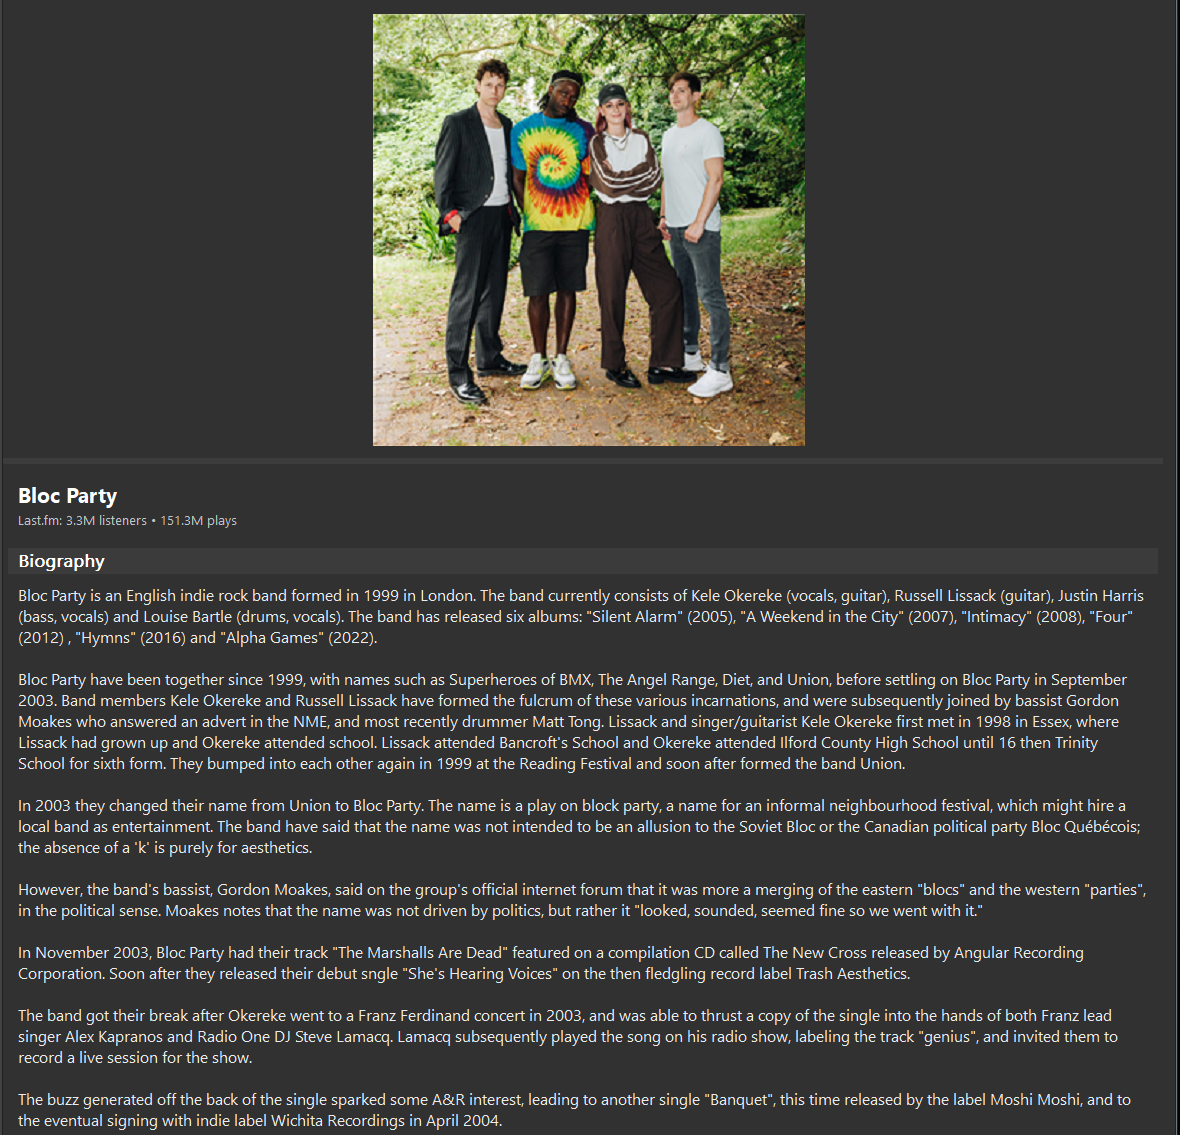 Bloc Party
Last.fm: 3.3M listeners • 151.3M plays
Biography
Bloc Party is an English indie rock band formed in 1999 in London. The band currently consists of Kele Okereke (vocals, guitar), Russell Lissack (guitar), Justin Harris
(bass, vocals) and Louise Bartle (drums, vocals). The band has released six albums: "Silent Alarm" (2005), "A Weekend in the City" (2007), "Intimacy" (2008), "Four"
(2012) , "Hymns" (2016) and "Alpha Games" (2022).
Bloc Party have been together since 1999, with names such as Superheroes of BMX, The Angel Range, Diet, and Union, before settling on Bloc Party in September
2003. Band members Kele Okereke and Russell Lissack have formed the fulcrum of these various incarnations, and were subsequently joined by bassist Gordon
Moakes who answered an advert in the NME, and most recently drummer Matt Tong. Lissack and singer/guitarist Kele Okereke first met in 1998 in Essex, where
Lissack had grown up and Okereke attended school. Lissack attended Bancroft's School and Okereke attended Ilford County High School until 16 then Trinity
School for sixth form. They bumped into each other again in 1999 at the Reading Festival and soon after formed the band Union.
In 2003 they changed their name from Union to Bloc Party. The name is a play on block party, a name for an informal neighbourhood festival, which might hire a
local band as entertainment. The band have said that the name was not intended to be an allusion to the Soviet Bloc or the Canadian political party Bloc Québécois;
the absence of a 'k' is purely for aesthetics.
However, the band's bassist, Gordon Moakes, said on the group's official internet forum that it was more a merging of the eastern "blocs" and the western "parties",
in the political sense. Moakes notes that the name was not driven by politics, but rather it "looked, sounded, seemed fine so we went with it."
In November 2003, Bloc Party had their track "The Marshalls Are Dead" featured on a compilation CD called The New Cross released by Angular Recording
Corporation. Soon after they released their debut sngle "She's Hearing Voices" on the then fledgling record label Trash Aesthetics.
The band got their break after Okereke went to a Franz Ferdinand concert in 2003, and was able to thrust a copy of the single into the hands of both Franz lead
singer Alex Kapranos and Radio One DJ Steve Lamacq. Lamacq subsequently played the song on his radio show, labeling the track "genius", and invited them to
record a live session for the show.
The buzz generated off the back of the single sparked some A&R interest, leading to another single "Banquet", this time released by the label Moshi Moshi, and to
the eventual signing with indie label Wichita Recordings in April 2004.